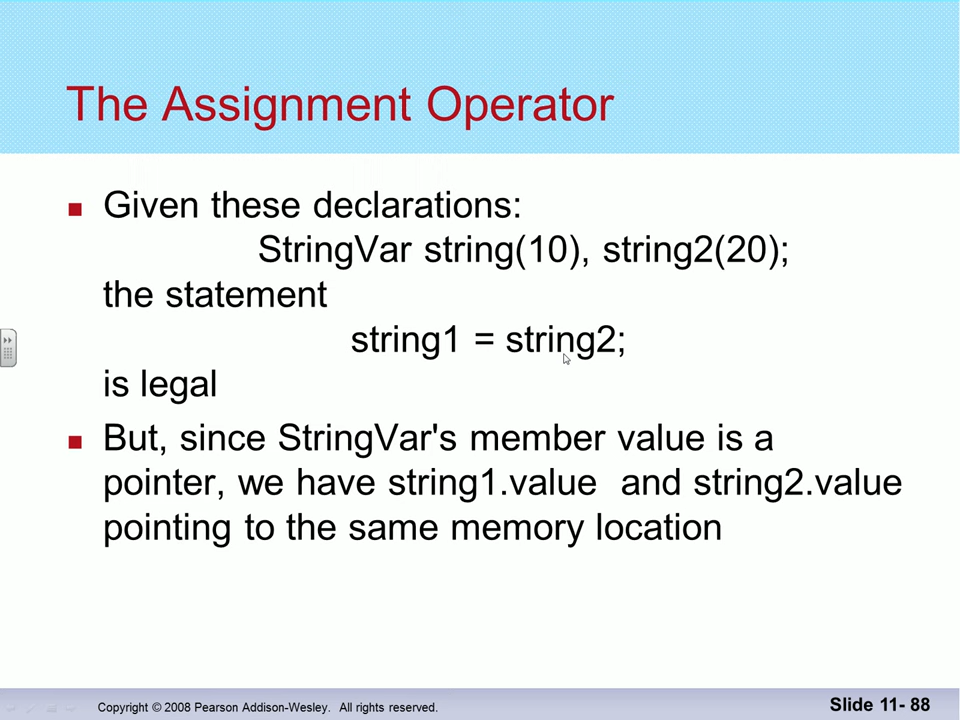 The Assignment Operator
Given these declarations:
StringVar string(10), string2(20);
the statement
string1 = string2;
is legal
But, since StringVar's member value is a
pointer, we have string1.value and string2.value
pointing to the same memory location
Copyright © 2008 Pearson Addison-Wesley. All rights reserved.
Slide 11- 88